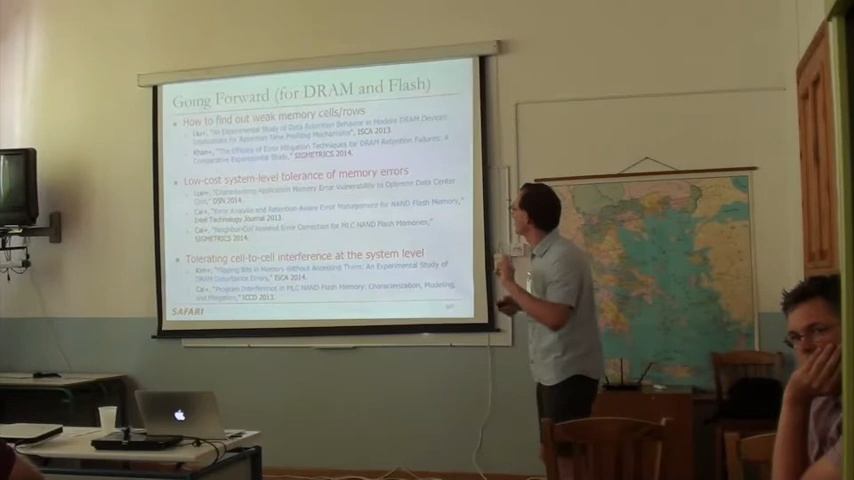 Going Forward (for DRAM and Flash)
How to find out weak memory cells/rows
Liu+, "An Experimental Study of Data Retention Behavior in Modern DRAM Devices:
Implications for Retention Time Profiling Mechanisms", ISCA 2013.
Khan+, "The Efficacy of Error Mitigation Techniques for DRAM Retention Failures: A
Comparative Experimental Study," SIGMETRICS 2014.
Low-cost system-level tolerance of memory errors
Luo+, "Characterizing Application Memory Error Vulnerability to Optimize Data Center
Cost," DSN 2014.
Cai+, "Error Analysis and Retention-Aware Error Management for NAND Flash Memory,"
Intel Technology Journal 2013.
Cai+, "Neighbor-Cell Assisted Error Correction for MLC NAND Flash Memories,"
SIGMETRICS 2014.
Tolerating cell-to-cell interference at the system level
Kim+, "Flipping Bits in Memory Without Accessing Them: An Experimental Study of
DRAM Disturbance Errors," ISCA 2014.
Cai+, "Program Interference in MLC NAND Flash Memory: Characterization, Modeling,
and Mitigation," ICCD 2013.
SAFARI